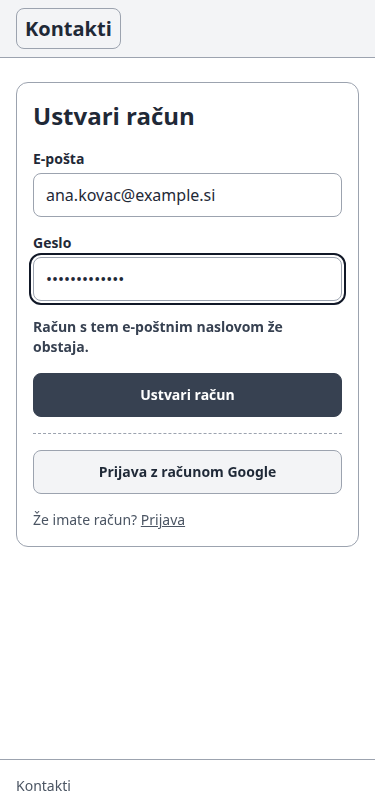 Kontakti
Ustvari račun
E-pošta
ana.kovac@example.si
Geslo
•••••••••••••
Račun s tem e-poštnim naslovom že
obstaja.
Ustvari račun
Prijava z računom Google
Že imate račun? Prijava
Kontakti